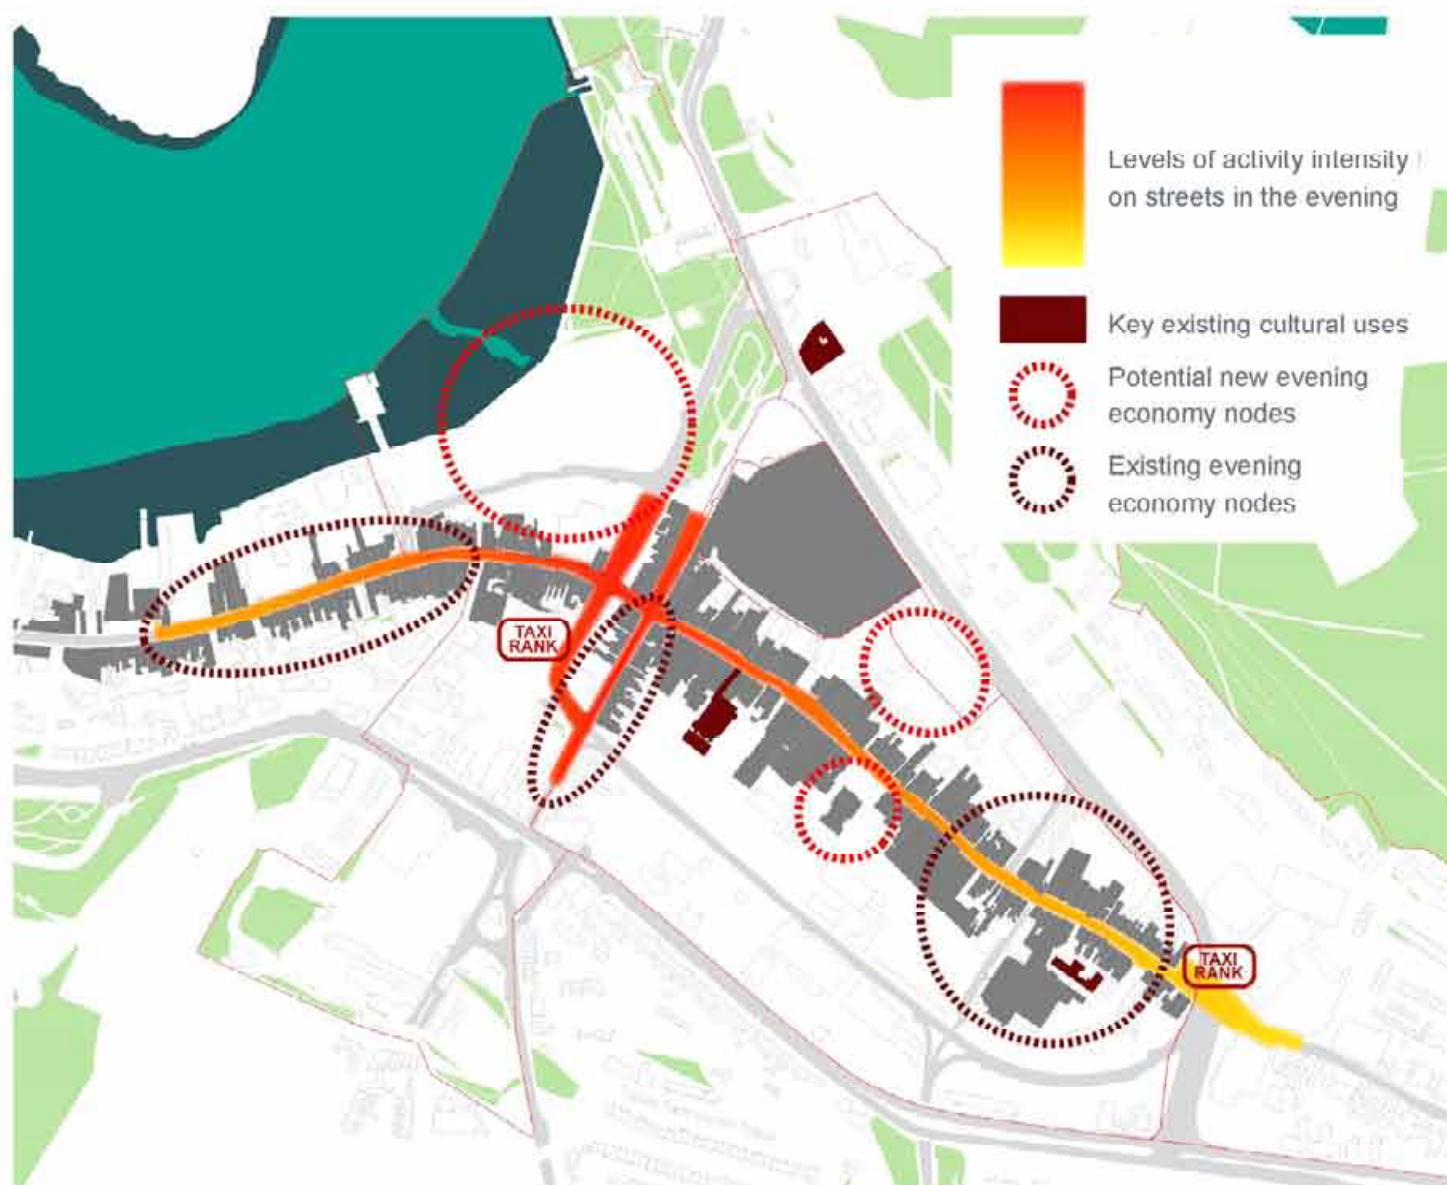 Levels of activity intensity
on streets in the evening
Key existing cultural uses
Potential new evening
economy nodes
Existing evening
economy nodes
TAXI
RANK
TAXI
RANK